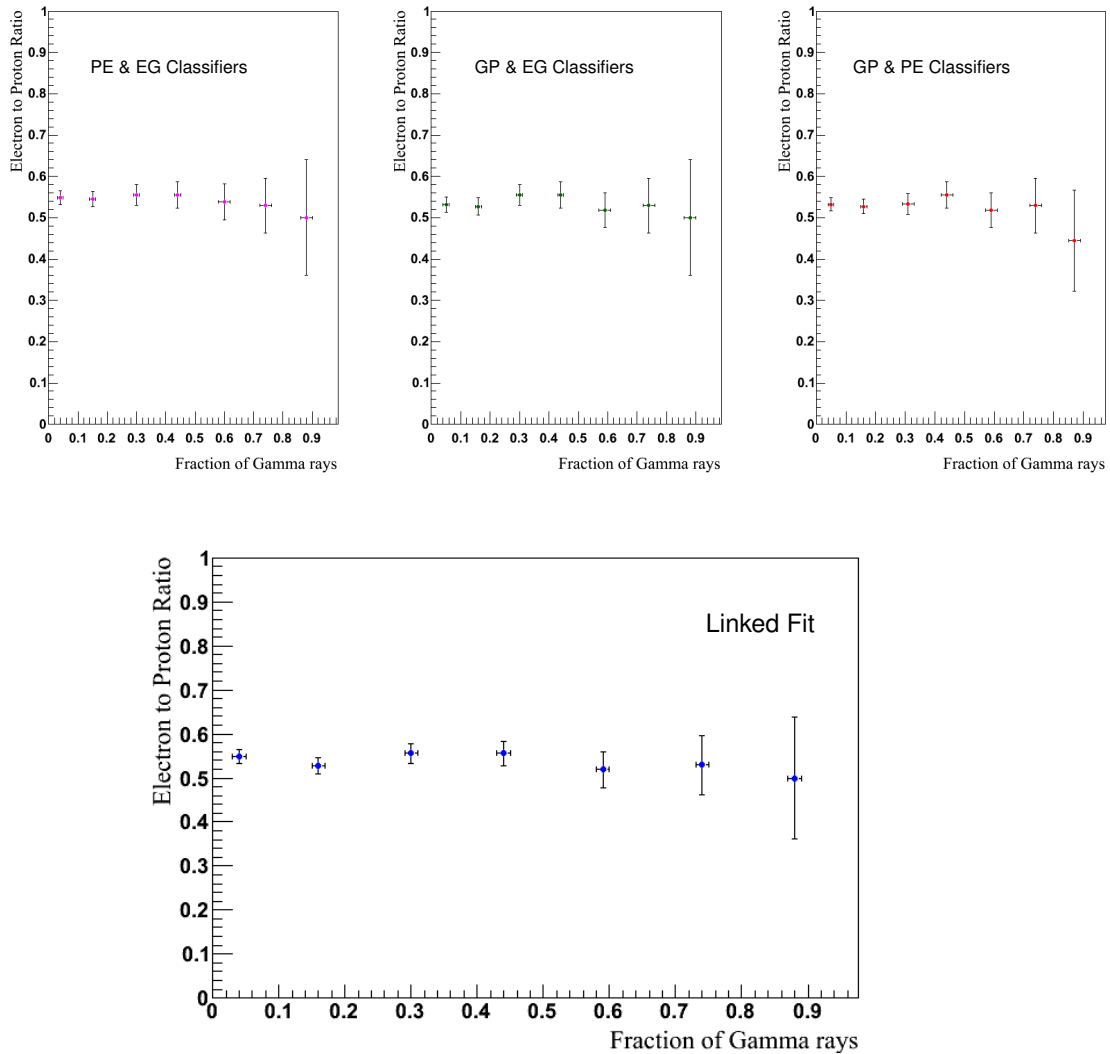 Electron to Proton Ratio
PE & EG Classifiers
1
0.9
0.8
0.7
0.6
0.5
0.4
0.3
0.2
0.1
0
0 0.1 0.2 0.3 0.4 0.5 0.6 0.7 0.8 0.9
Fraction of Gamma rays
Electron to Proton Ratio
GP & EG Classifiers
1
0.9
0.8
0.7
0.6
0.5
0.4
0.3
0.2
0.1
0
0 0.1 0.2 0.3 0.4 0.5 0.6 0.7 0.8 0.9
Fraction of Gamma rays
Electron to Proton Ratio
GP & PE Classifiers
1
0.9
0.8
0.7
0.6
0.5
0.4
0.3
0.2
0.1
0
0 0.1 0.2 0.3 0.4 0.5 0.6 0.7 0.8 0.9
Fraction of Gamma rays
Electron to Proton Ratio
Linked Fit
1
0.9
0.8
0.7
0.6
0.5
0.4
0.3
0.2
0.1
0
0 0.1 0.2 0.3 0.4 0.5 0.6 0.7 0.8 0.9
Fraction of Gamma rays